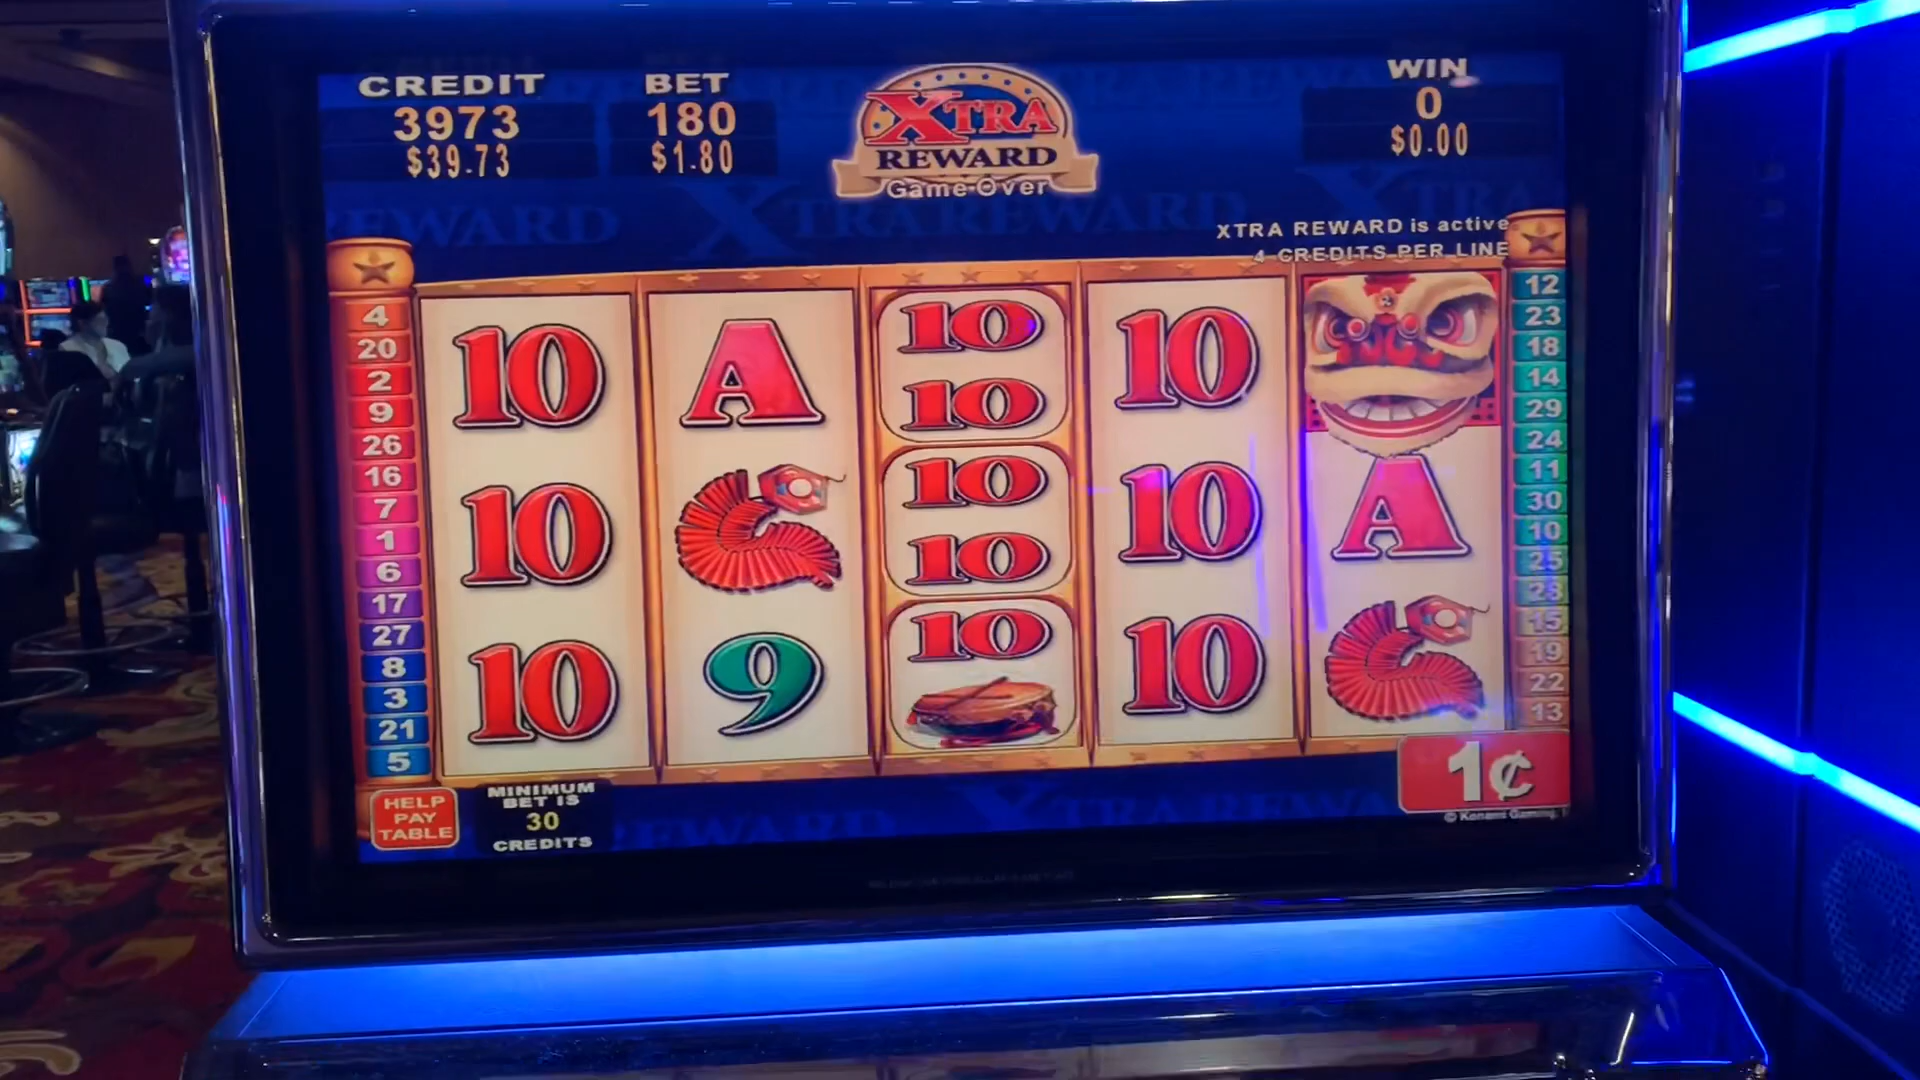 CREDIT
3973
$39.73
BET
180
$1.80
XTRA
REWARD
Game Over
WIN
0
$0.00
XTRA REWARD is active
4 CREDITS PER LINE
4
20
2
9
26
16
7
1
6
17
27
8
3
21
5
10
10
10
A
9
10
10
10
10
10
10
10
10
A
12
23
18
14
29
24
11
30
10
25
28
15
19
22
13
HELP
PAY
TABLE
MINIMUM
BET IS
30
CREDITS
1¢
© Konami Gaming,